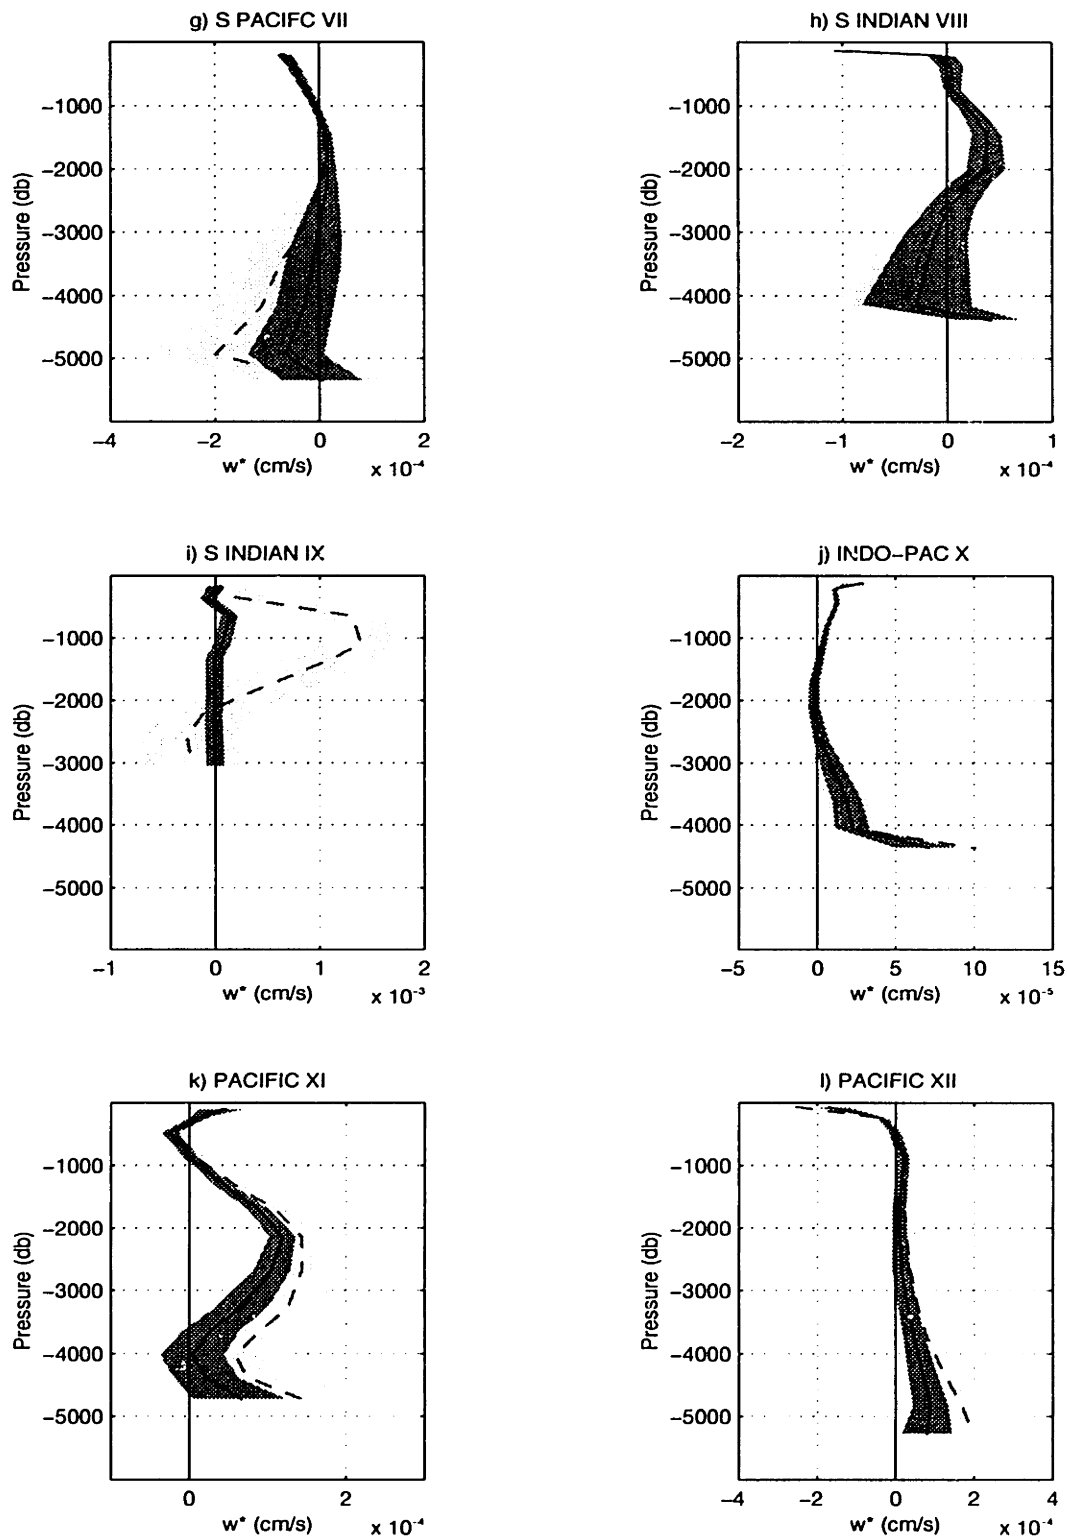 g) S PACIFC VII
h) S INDIAN VIII
Pressure (db)
−1000
−2000
−3000
−4000
−5000
−4 −2 0 2
w* (cm/s)
x 10⁻⁴
Pressure (db)
−1000
−2000
−3000
−4000
−5000
−2 −1 0 1
w* (cm/s)
x 10⁻⁴
i) S INDIAN IX
j) INDO−PAC X
Pressure (db)
−1000
−2000
−3000
−4000
−5000
−1 0 1 2
w* (cm/s)
x 10⁻³
Pressure (db)
−1000
−2000
−3000
−4000
−5000
−5 0 5 10 15
w* (cm/s)
x 10⁻⁵
k) PACIFIC XI
l) PACIFIC XII
Pressure (db)
−1000
−2000
−3000
−4000
−5000
0 2
w* (cm/s)
x 10⁻⁴
Pressure (db)
−1000
−2000
−3000
−4000
−5000
−4 −2 0 2 4
w* (cm/s)
x 10⁻⁴